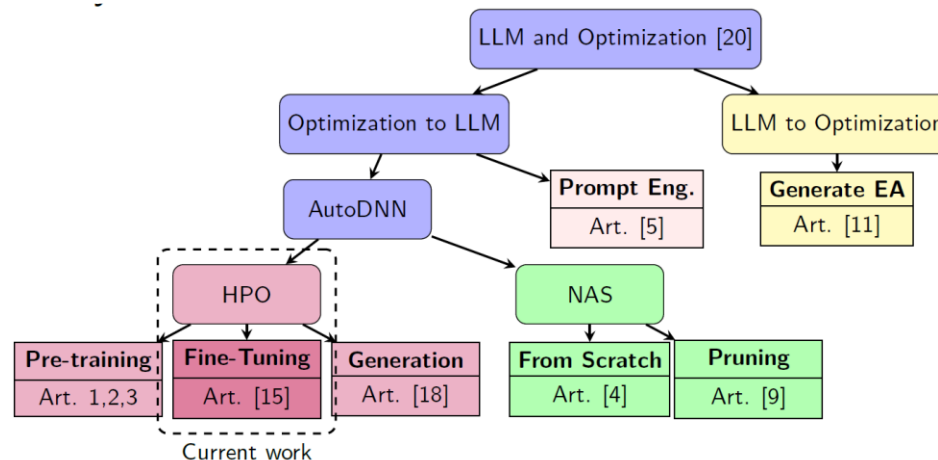 LLM and Optimization [20]
Optimization to LLM
LLM to Optimization
Prompt Eng.
Art. [5]
Generate EA
Art. [11]
AutoDNN
HPO
NAS
Pre-training
Art. 1,2,3
Fine-Tuning
Art. [15]
Generation
Art. [18]
From Scratch
Art. [4]
Pruning
Art. [9]
Current work